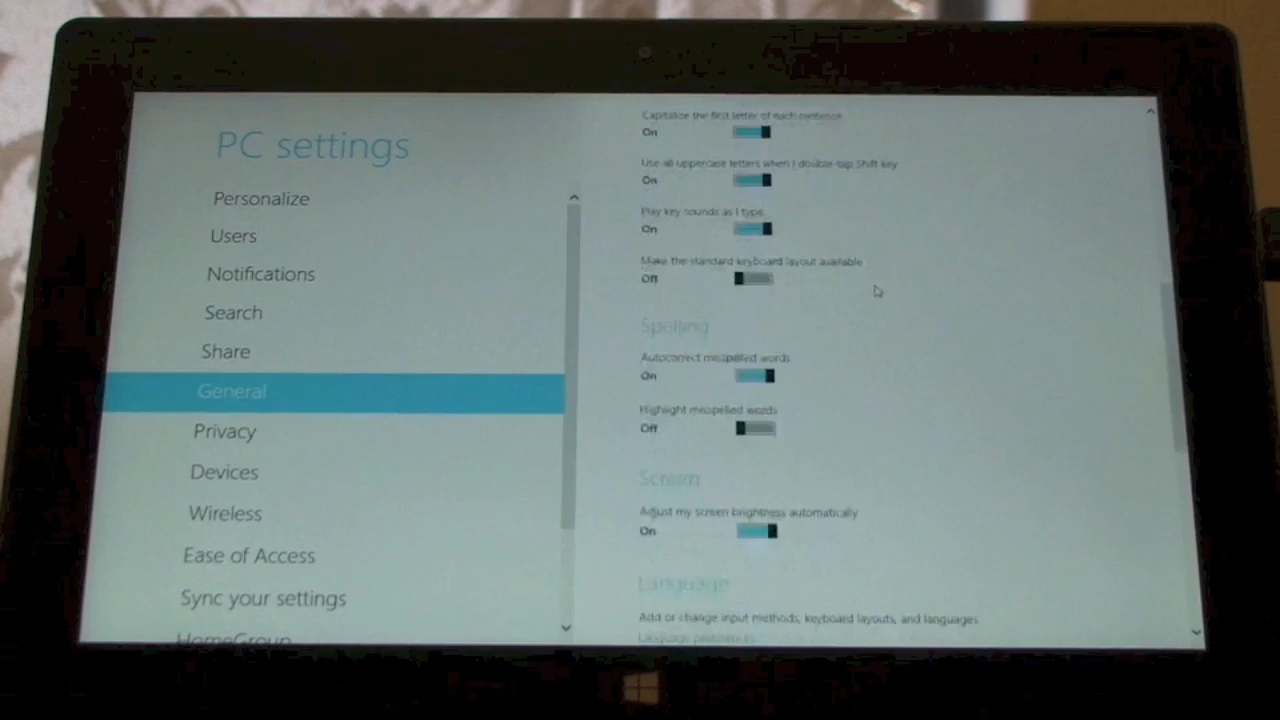 PC settings
Personalize
Users
Notifications
Search
Share
General
Privacy
Devices
Wireless
Ease of Access
Sync your settings
HomeGroup
Capitalize the first letter of each sentence
On
Use all uppercase letters when I double-tap Shift key
On
Play key sounds as I type
On
Make the standard keyboard layout available
Off
Spelling
Autocorrect misspelled words
On
Highlight misspelled words
Off
Screen
Adjust my screen brightness automatically
On
Language
Add or change input methods, keyboard layouts, and languages.
Language preferences